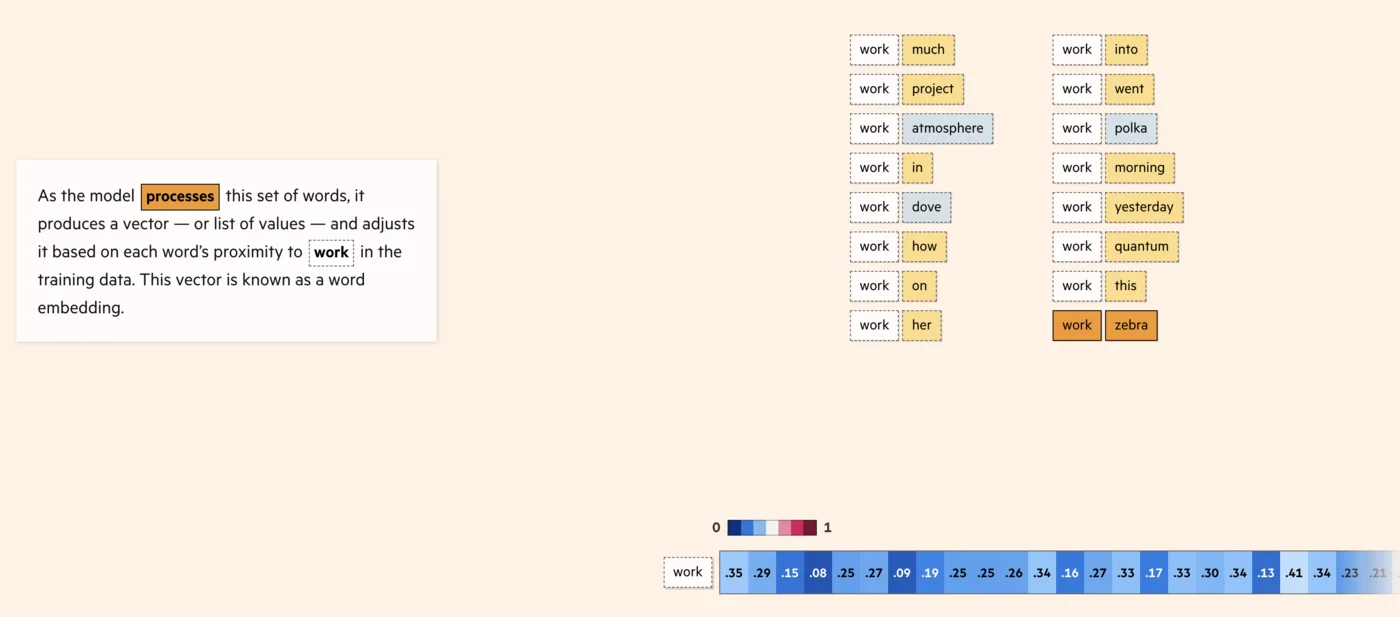 As the model processes this set of words, it
produces a vector — or list of values — and adjusts
it based on each word’s proximity to work in the
training data. This vector is known as a word
embedding.
work much
work project
work atmosphere
work in
work dove
work how
work on
work her
work into
work went
work polka
work morning
work yesterday
work quantum
work this
work zebra
0 1
work .35 .29 .15 .08 .25 .27 .09 .19 .25 .25 .26 .34 .16 .27 .33 .17 .33 .30 .34 .13 .41 .34 .23 .21